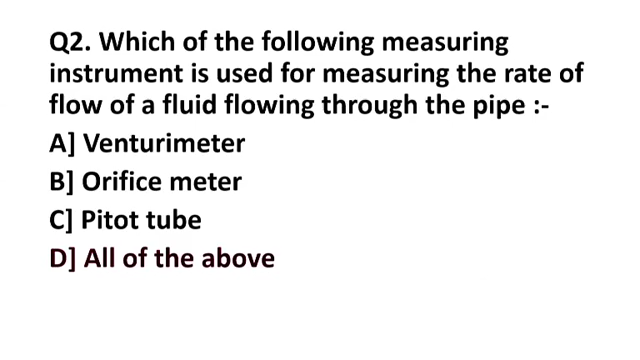 Q2. Which of the following measuring
instrument is used for measuring the rate of
flow of a fluid flowing through the pipe :-
A] Venturimeter
B] Orifice meter
C] Pitot tube
D] All of the above